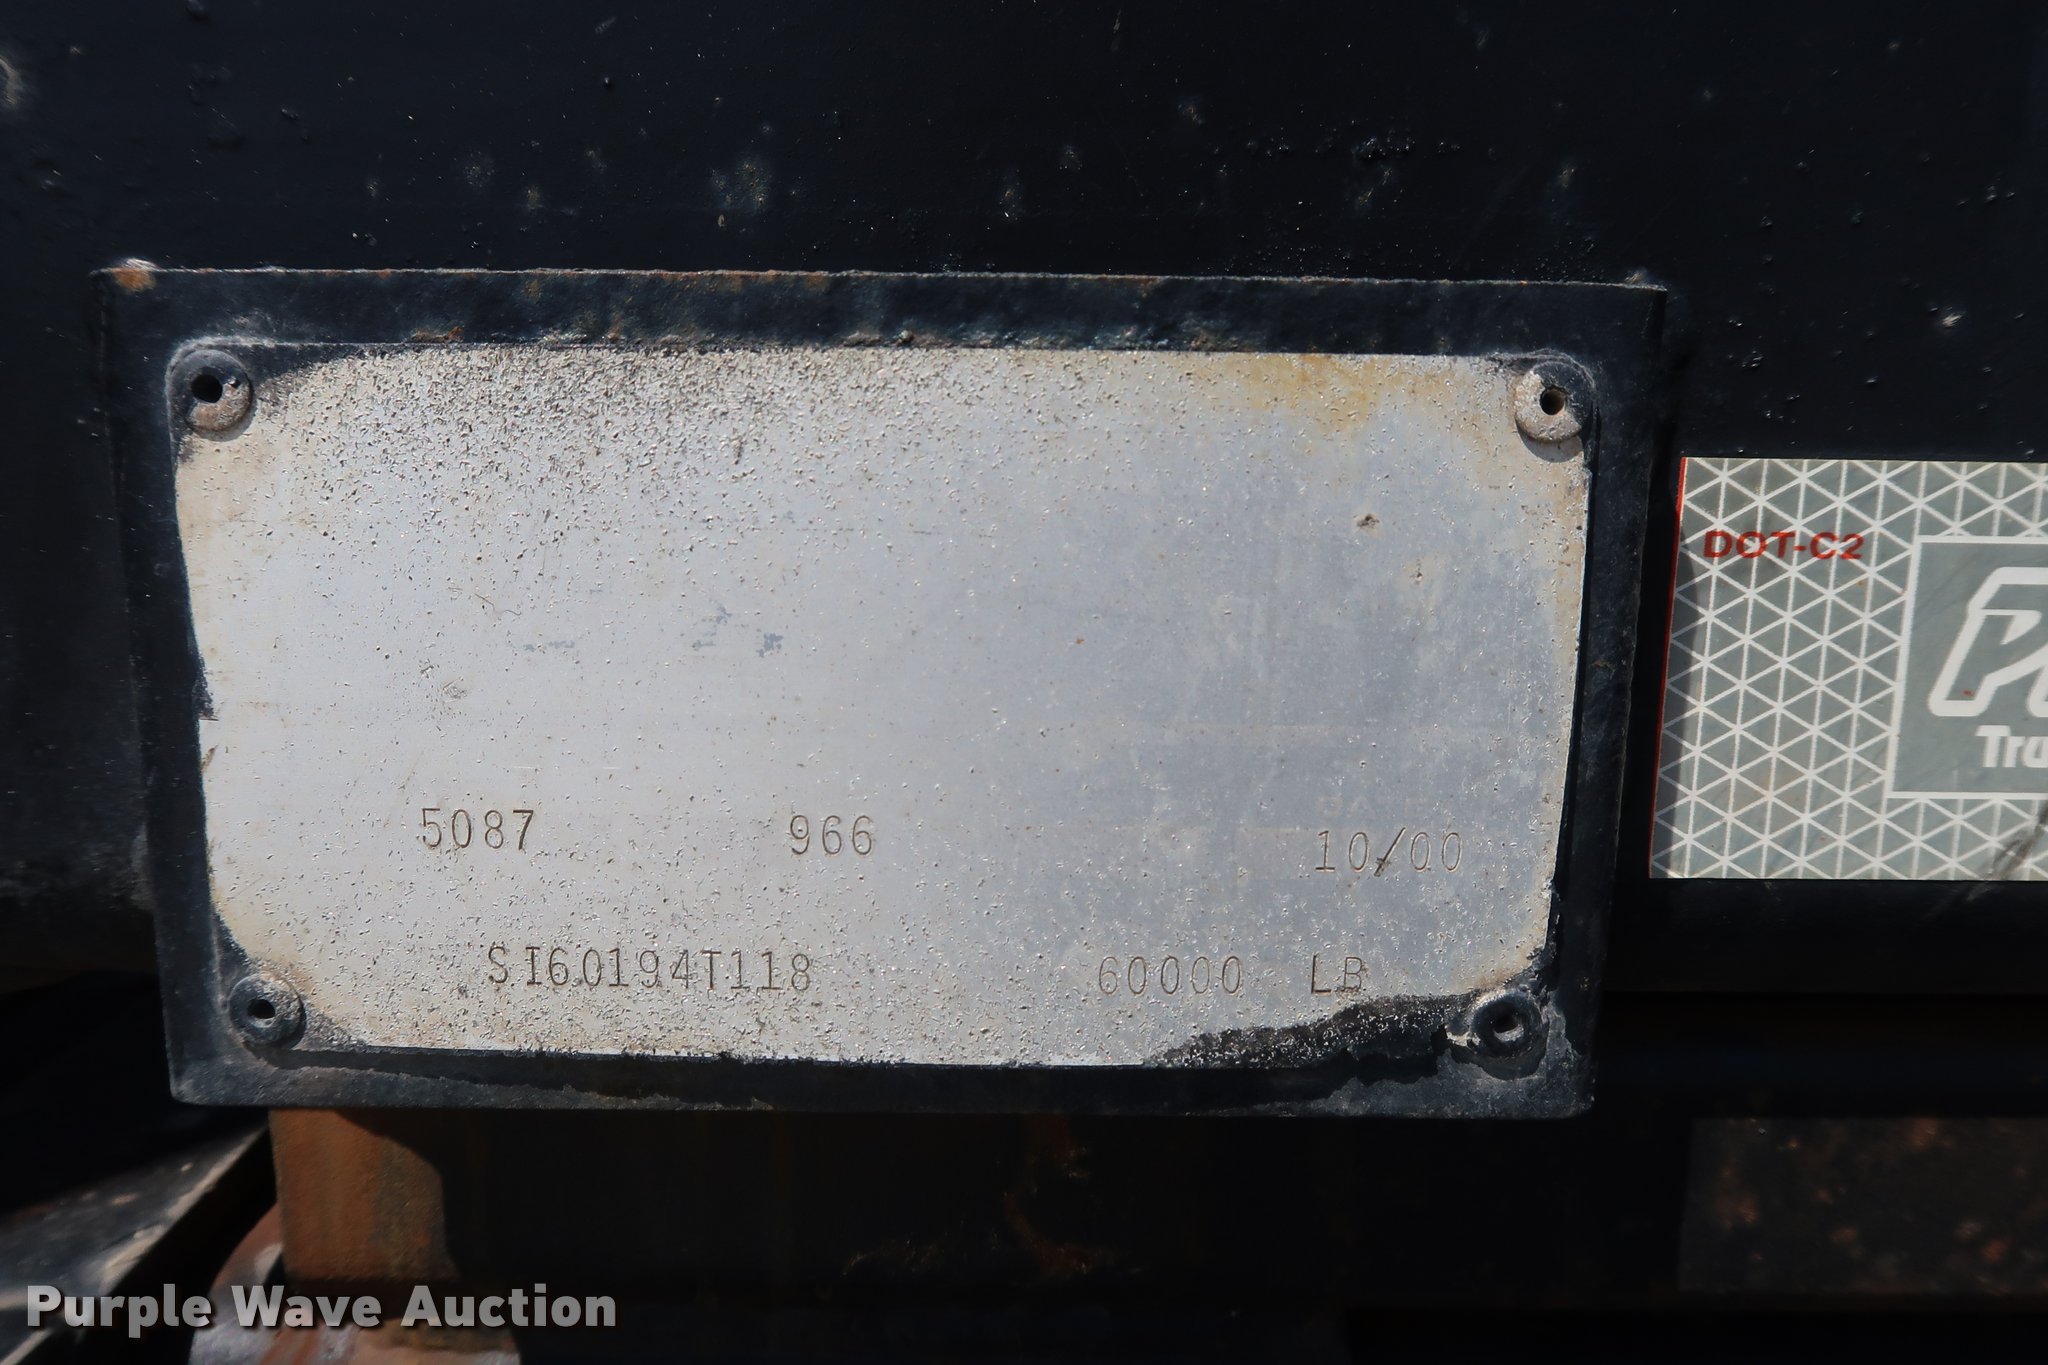 DOT-C2
5087 966 10/00
SI60194T118 60000 LB
Purple Wave Auction